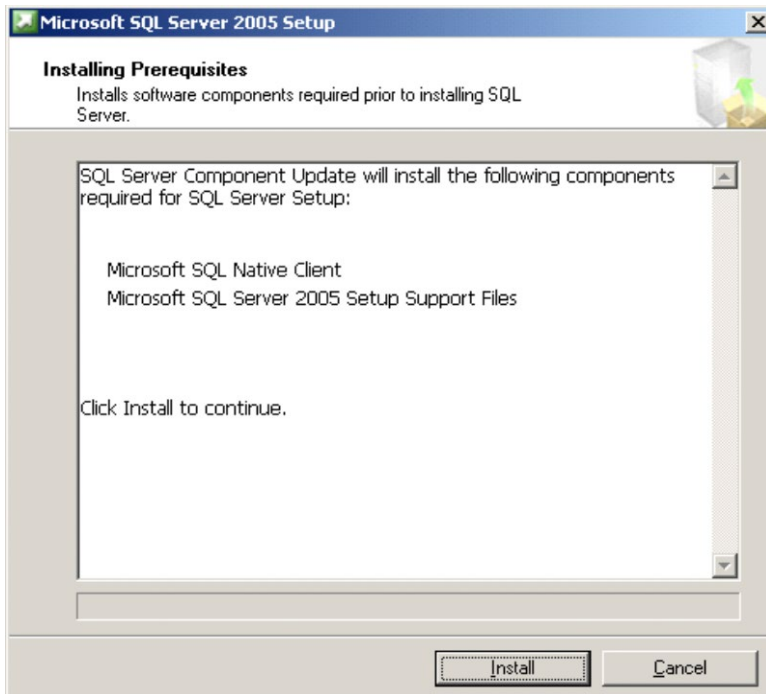 Microsoft SQL Server 2005 Setup
Installing Prerequisites
Installs software components required prior to installing SQL
Server.
SQL Server Component Update will install the following components
required for SQL Server Setup:
Microsoft SQL Native Client
Microsoft SQL Server 2005 Setup Support Files
Click Install to continue.
Install
Cancel